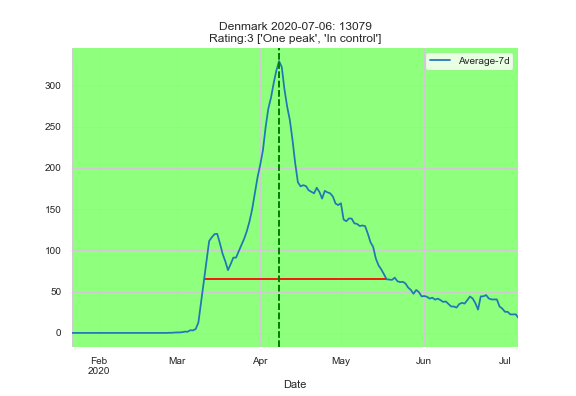 Denmark 2020-07-06: 13079
Rating:3 ['One peak', 'In control']
Average-7d
300
250
200
150
100
50
0
Feb
2020
Mar
Apr
May
Jun
Jul
Date